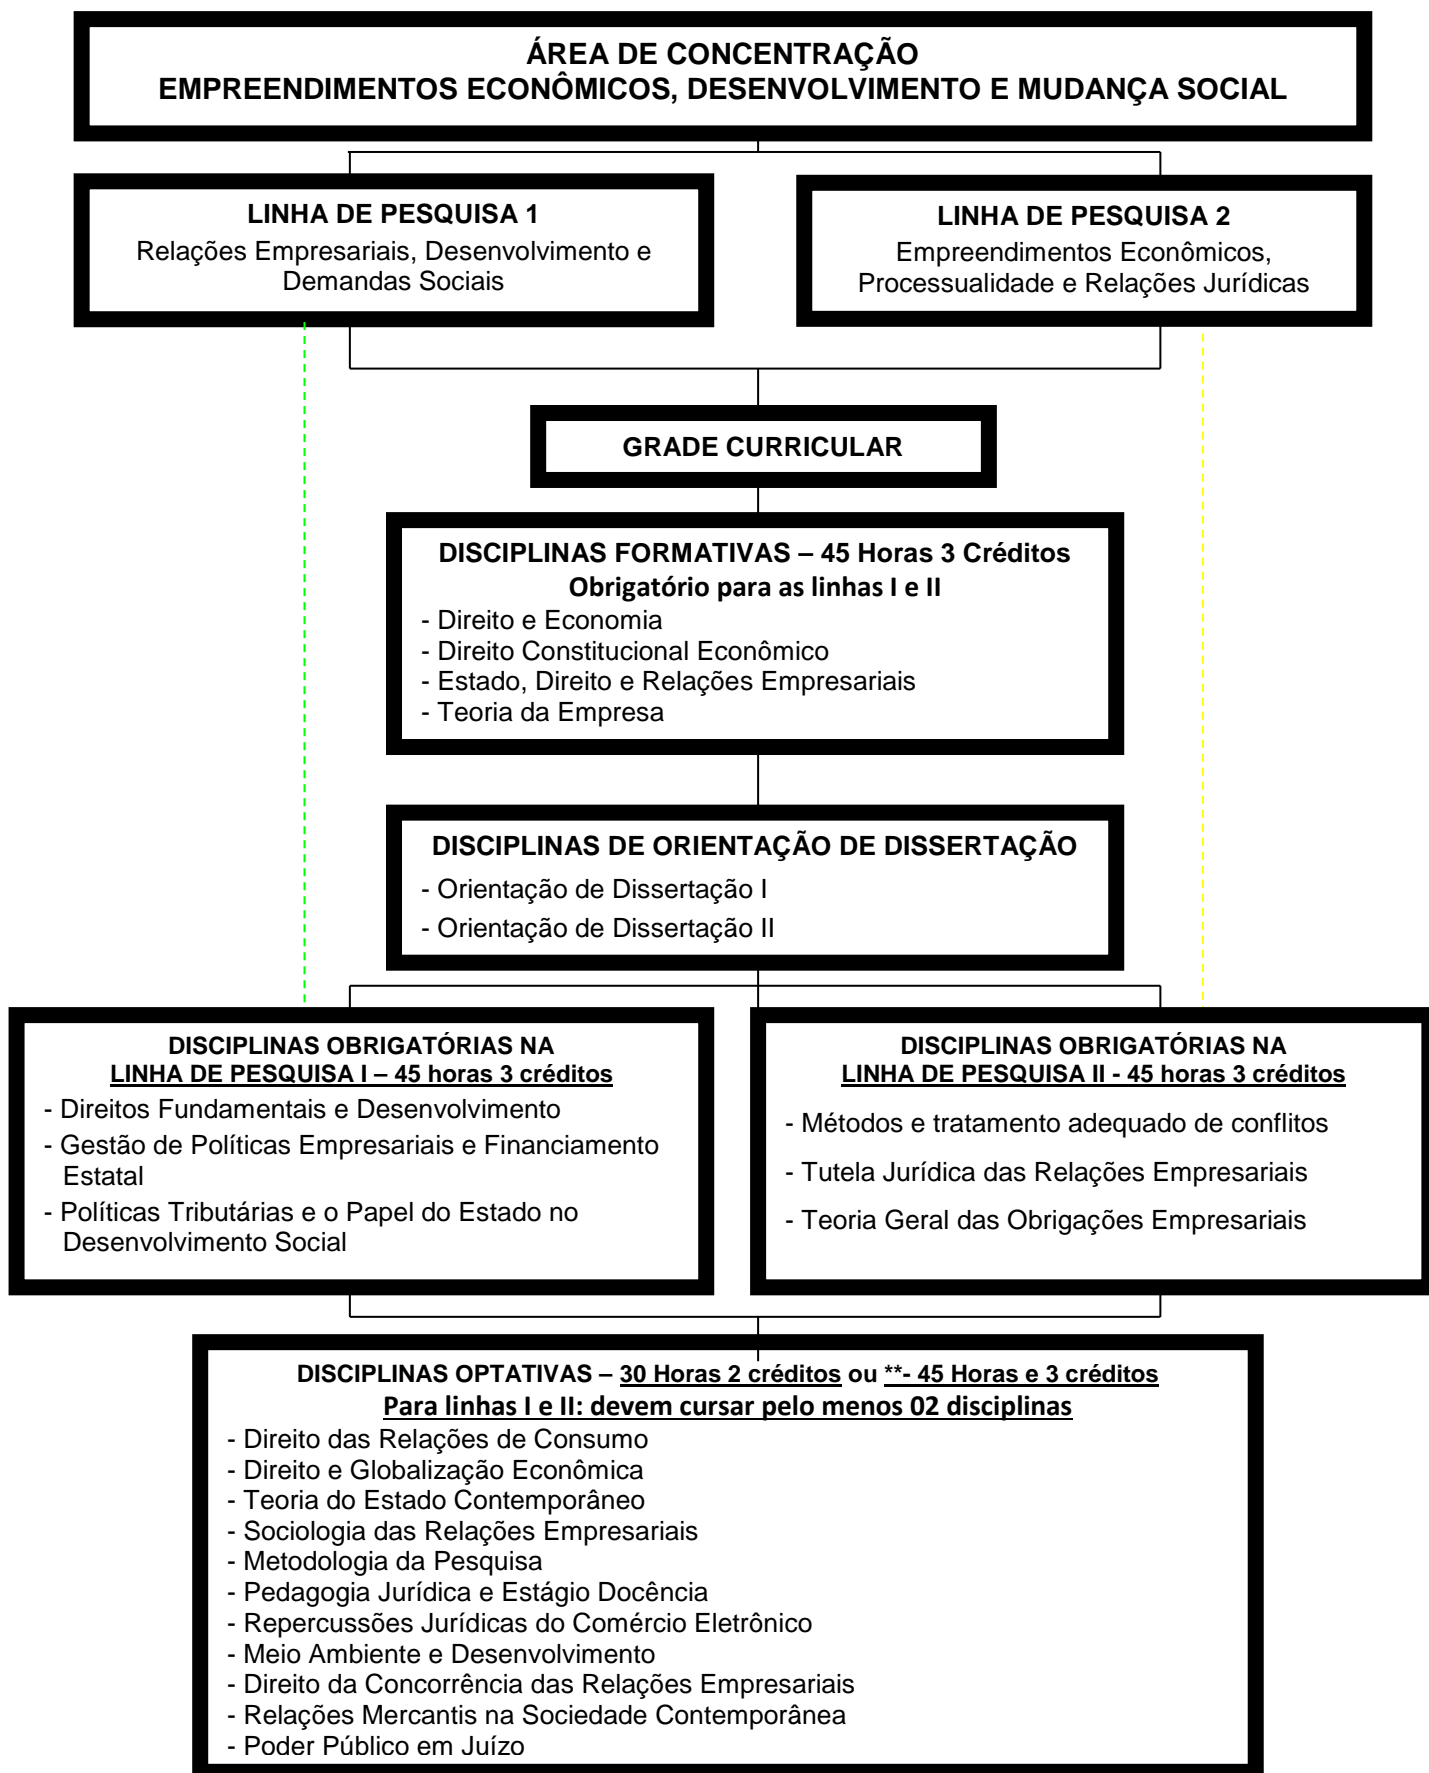 ÁREA DE CONCENTRAÇÃO
EMPREENDIMENTOS ECONÔMICOS, DESENVOLVIMENTO E MUDANÇA SOCIAL
LINHA DE PESQUISA 1
Relações Empresariais, Desenvolvimento e
Demandas Sociais
LINHA DE PESQUISA 2
Empreendimentos Econômicos,
Processualidade e Relações Jurídicas
GRADE CURRICULAR
DISCIPLINAS FORMATIVAS – 45 Horas 3 Créditos
Obrigatório para as linhas I e II
- Direito e Economia
- Direito Constitucional Econômico
- Estado, Direito e Relações Empresariais
- Teoria da Empresa
DISCIPLINAS DE ORIENTAÇÃO DE DISSERTAÇÃO
- Orientação de Dissertação I
- Orientação de Dissertação II
DISCIPLINAS OBRIGATÓRIAS NA
LINHA DE PESQUISA I – 45 horas 3 créditos
- Direitos Fundamentais e Desenvolvimento
- Gestão de Políticas Empresariais e Financiamento
Estatal
- Políticas Tributárias e o Papel do Estado no
Desenvolvimento Social
DISCIPLINAS OBRIGATÓRIAS NA
LINHA DE PESQUISA II - 45 horas 3 créditos
- Métodos e tratamento adequado de conflitos
- Tutela Jurídica das Relações Empresariais
- Teoria Geral das Obrigações Empresariais
DISCIPLINAS OPTATIVAS – 30 Horas 2 créditos ou **- 45 Horas e 3 créditos
Para linhas I e II: devem cursar pelo menos 02 disciplinas
- Direito das Relações de Consumo
- Direito e Globalização Econômica
- Teoria do Estado Contemporâneo
- Sociologia das Relações Empresariais
- Metodologia da Pesquisa
- Pedagogia Jurídica e Estágio Docência
- Repercussões Jurídicas do Comércio Eletrônico
- Meio Ambiente e Desenvolvimento
- Direito da Concorrência das Relações Empresariais
- Relações Mercantis na Sociedade Contemporânea
- Poder Público em Juízo